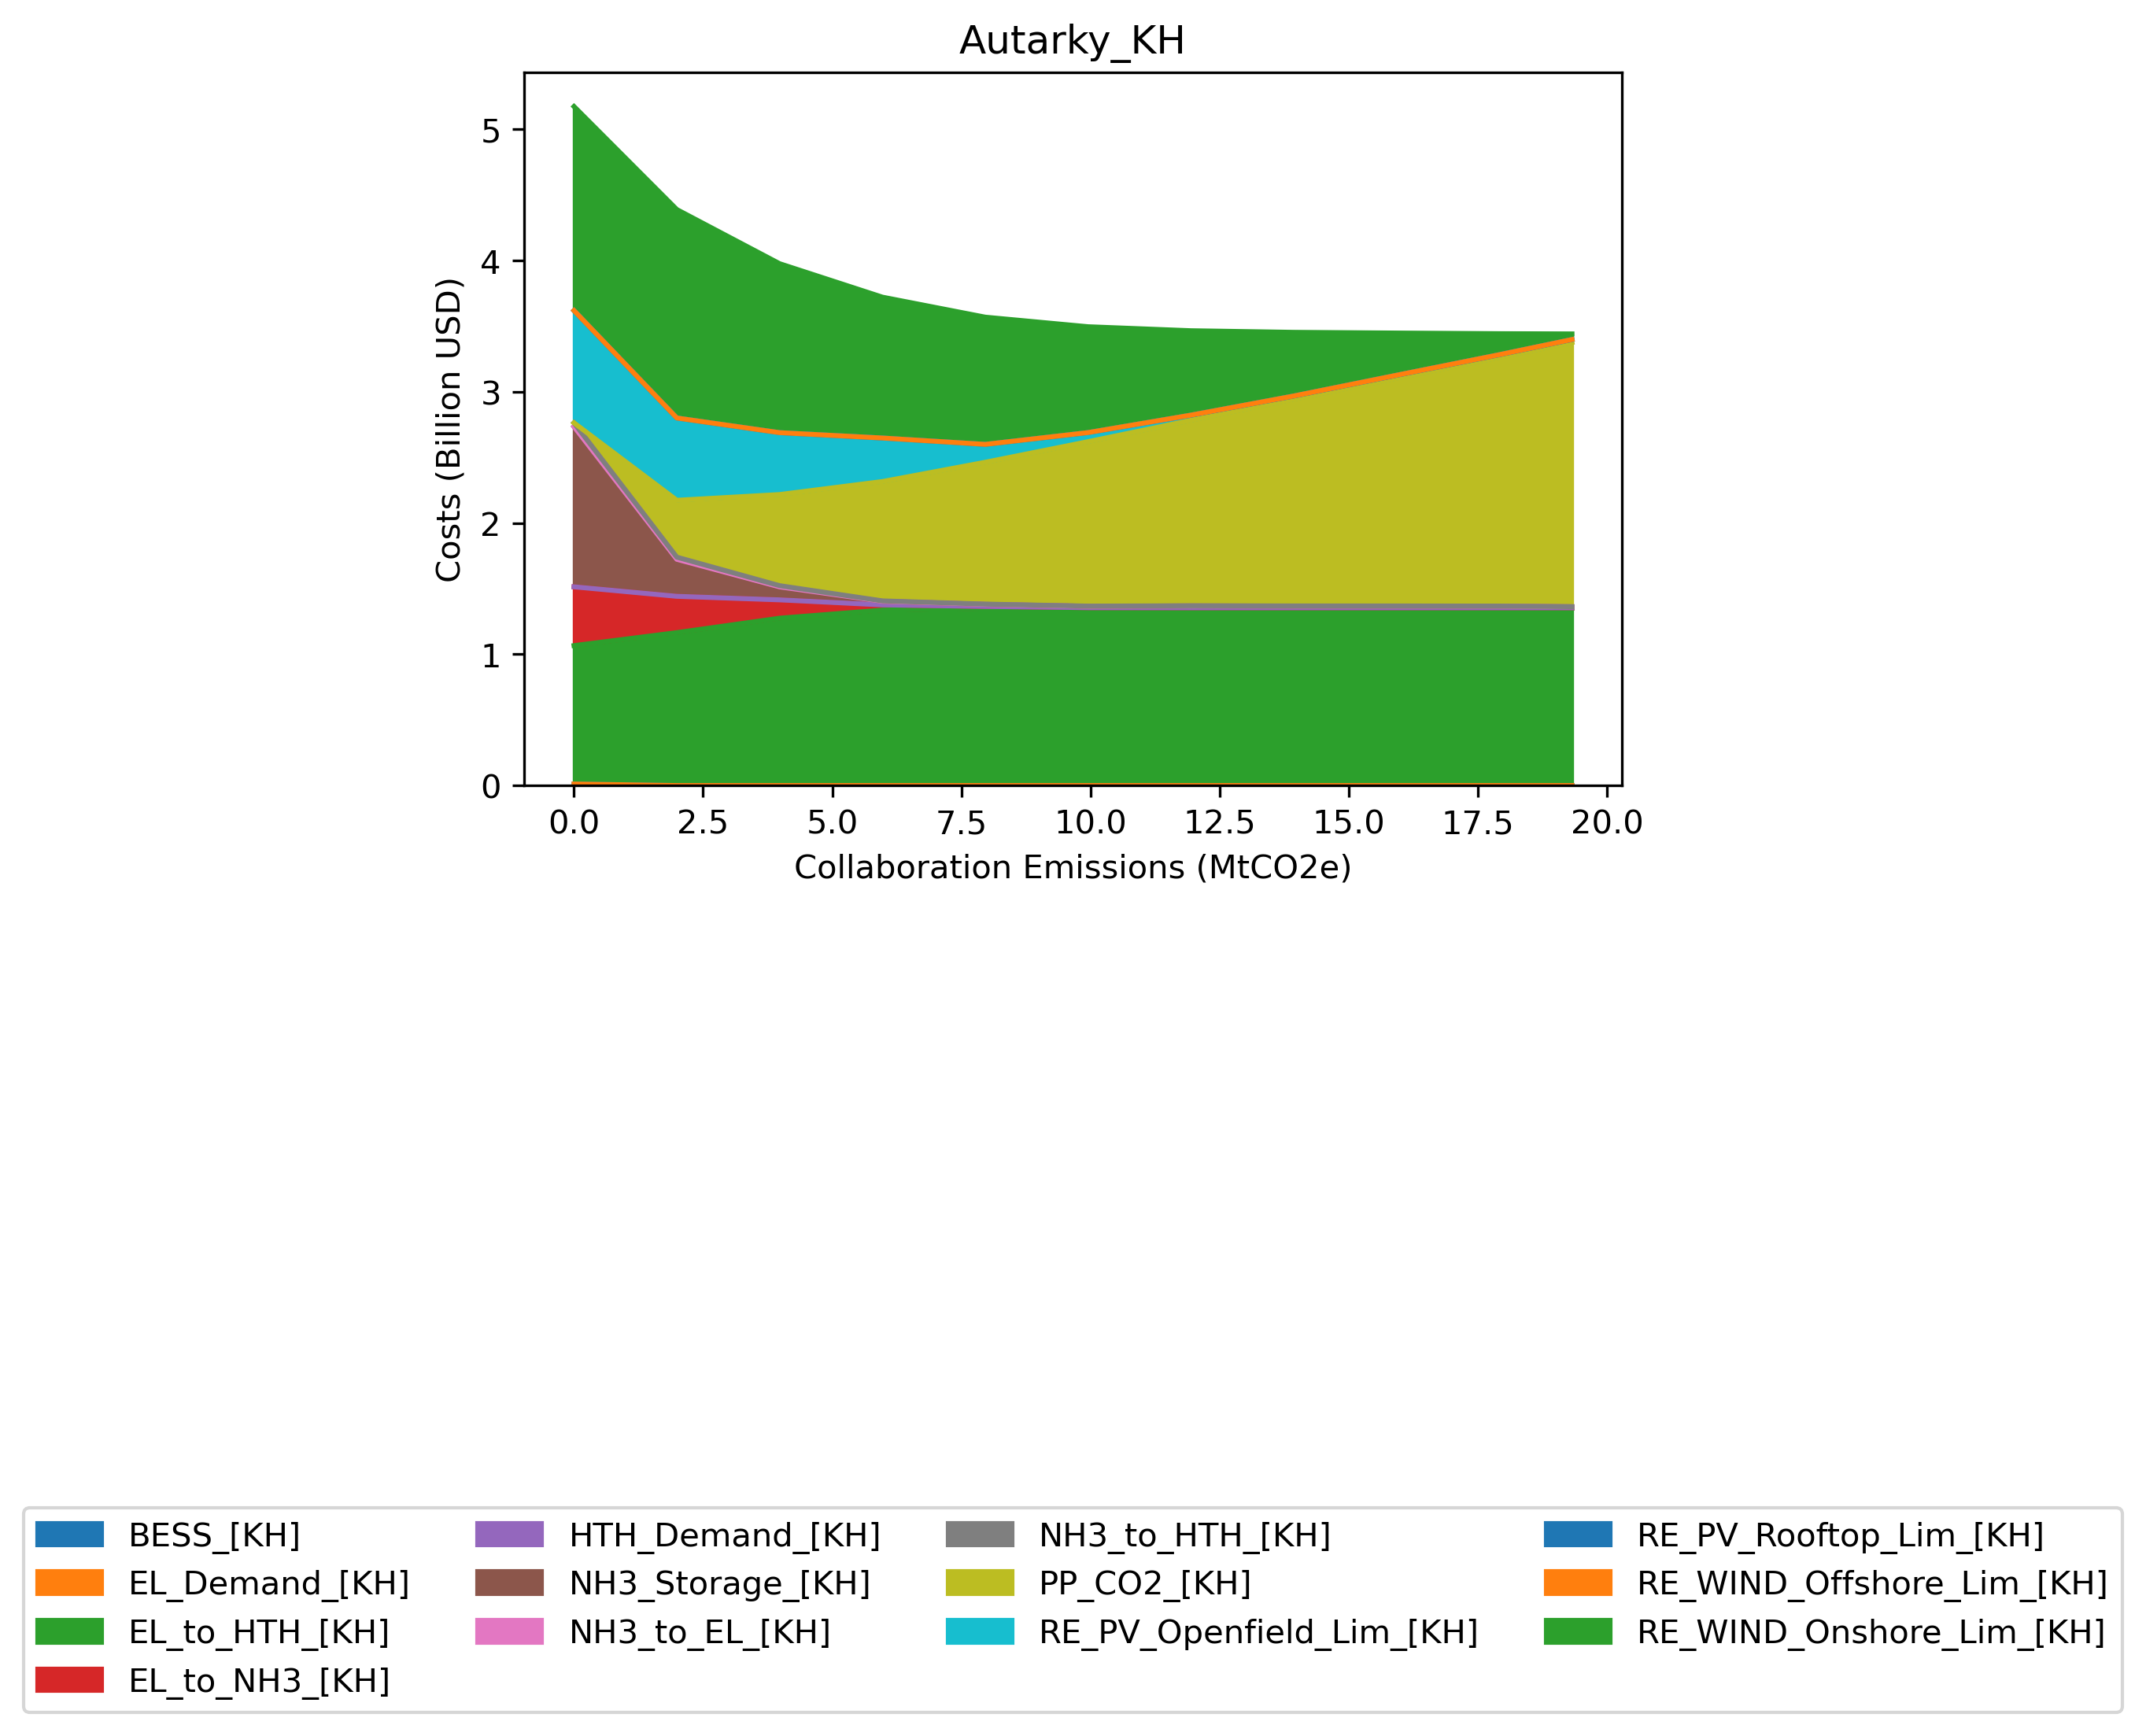 Autarky_KH
Costs (Billion USD)
5
4
3
2
1
0
0.0 2.5 5.0 7.5 10.0 12.5 15.0 17.5 20.0
Collaboration Emissions (MtCO2e)
BESS_[KH]
EL_Demand_[KH]
EL_to_HTH_[KH]
EL_to_NH3_[KH]
HTH_Demand_[KH]
NH3_Storage_[KH]
NH3_to_EL_[KH]
NH3_to_HTH_[KH]
PP_CO2_[KH]
RE_PV_Openfield_Lim_[KH]
RE_PV_Rooftop_Lim_[KH]
RE_WIND_Offshore_Lim_[KH]
RE_WIND_Onshore_Lim_[KH]